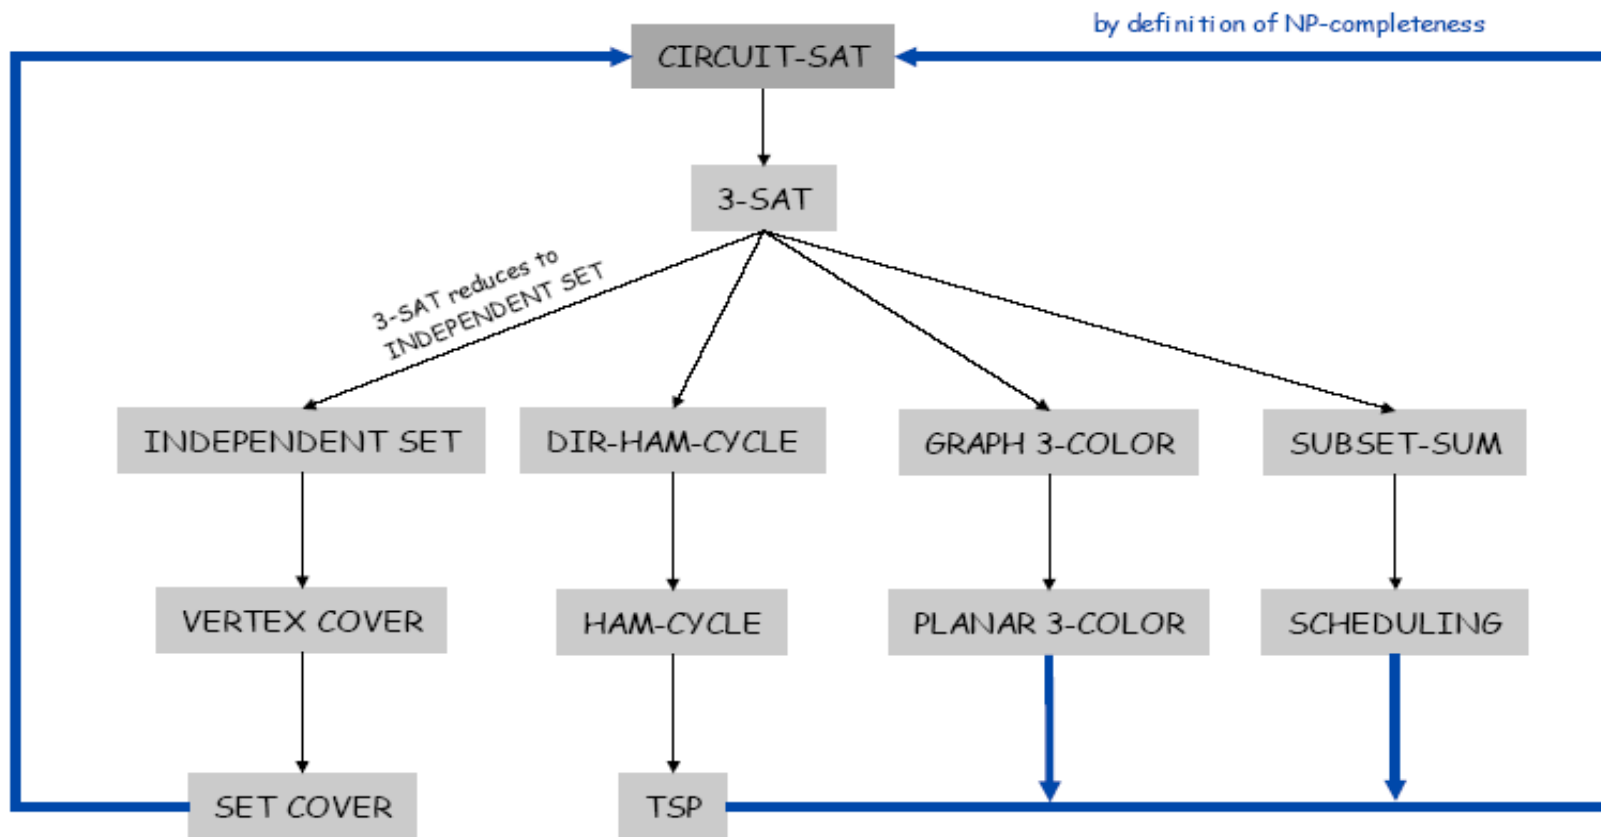 by definition of NP-completeness
CIRCUIT-SAT
3-SAT
3-SAT reduces to
INDEPENDENT SET
INDEPENDENT SET
DIR-HAM-CYCLE
GRAPH 3-COLOR
SUBSET-SUM
VERTEX COVER
HAM-CYCLE
PLANAR 3-COLOR
SCHEDULING
SET COVER
TSP